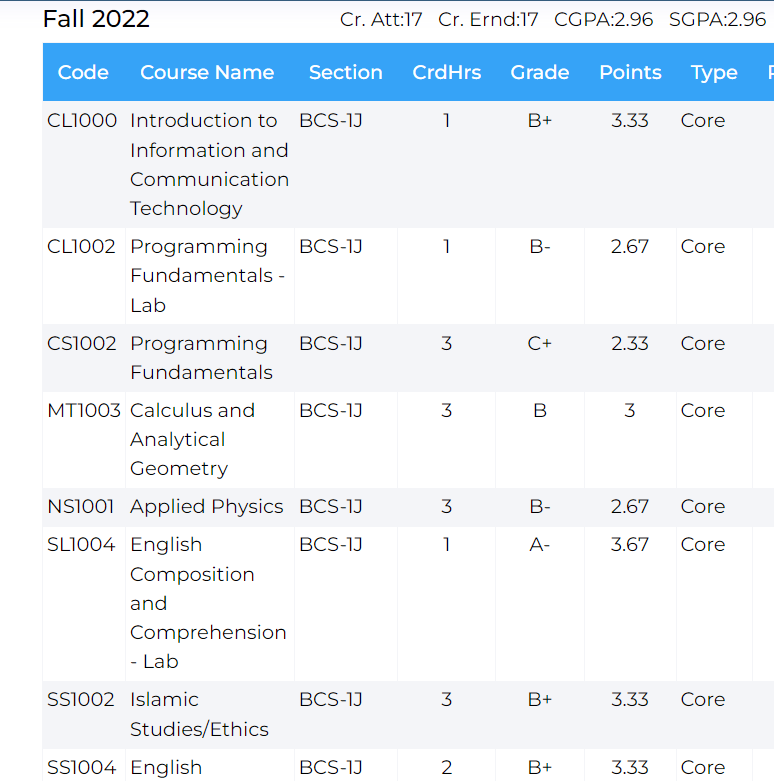 Fall 2022 Cr. Att:17 Cr. Ernd:17 CGPA:2.96 SGPA:2.96
Code Course Name Section CrdHrs Grade Points Type
CL1000 Introduction to BCS-1J 1 B+ 3.33 Core
Information and
Communication
Technology
CL1002 Programming BCS-1J 1 B- 2.67 Core
Fundamentals -
Lab
CS1002 Programming BCS-1J 3 C+ 2.33 Core
Fundamentals
MT1003 Calculus and BCS-1J 3 B 3 Core
Analytical
Geometry
NS1001 Applied Physics BCS-1J 3 B- 2.67 Core
SL1004 English BCS-1J 1 A- 3.67 Core
Composition
and
Comprehension
- Lab
SS1002 Islamic BCS-1J 3 B+ 3.33 Core
Studies/Ethics
SS1004 English BCS-1J 2 B+ 3.33 Core